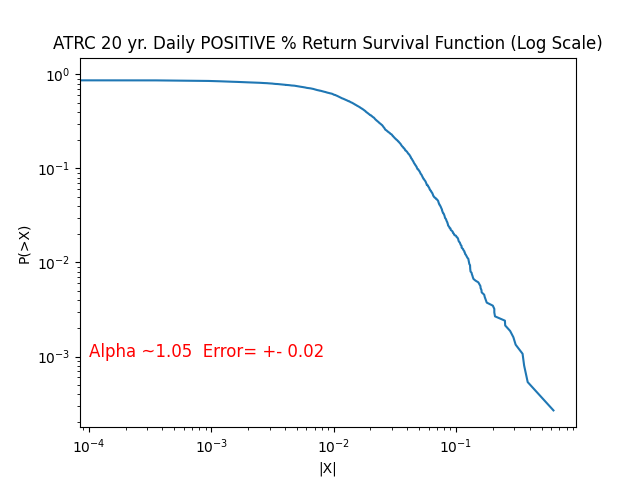 ATRC 20 yr. Daily POSITIVE % Return Survival Function (Log Scale)
P(>X)
10⁰
10⁻¹
10⁻²
10⁻³
Alpha ~1.05  Error= +- 0.02
10⁻⁴ 10⁻³ 10⁻² 10⁻¹
|X|